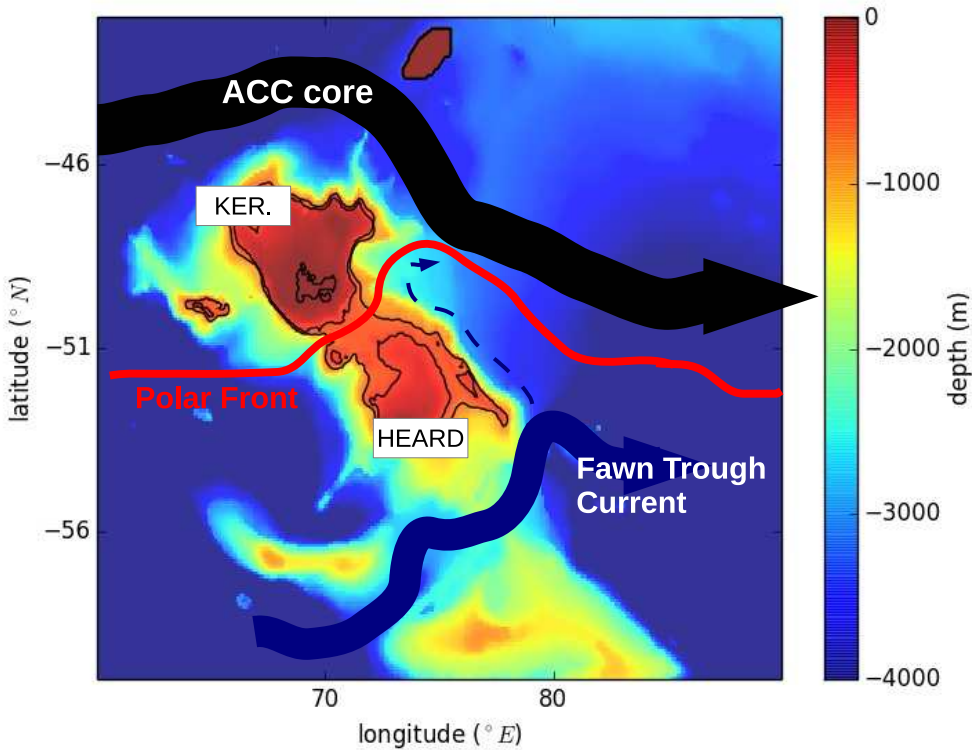 ACC core
KER.
Polar Front
HEARD
Fawn Trough
Current
−46
−51
−56
latitude (° N)
70
80
longitude (° E)
0
−1000
−2000
−3000
−4000
depth (m)